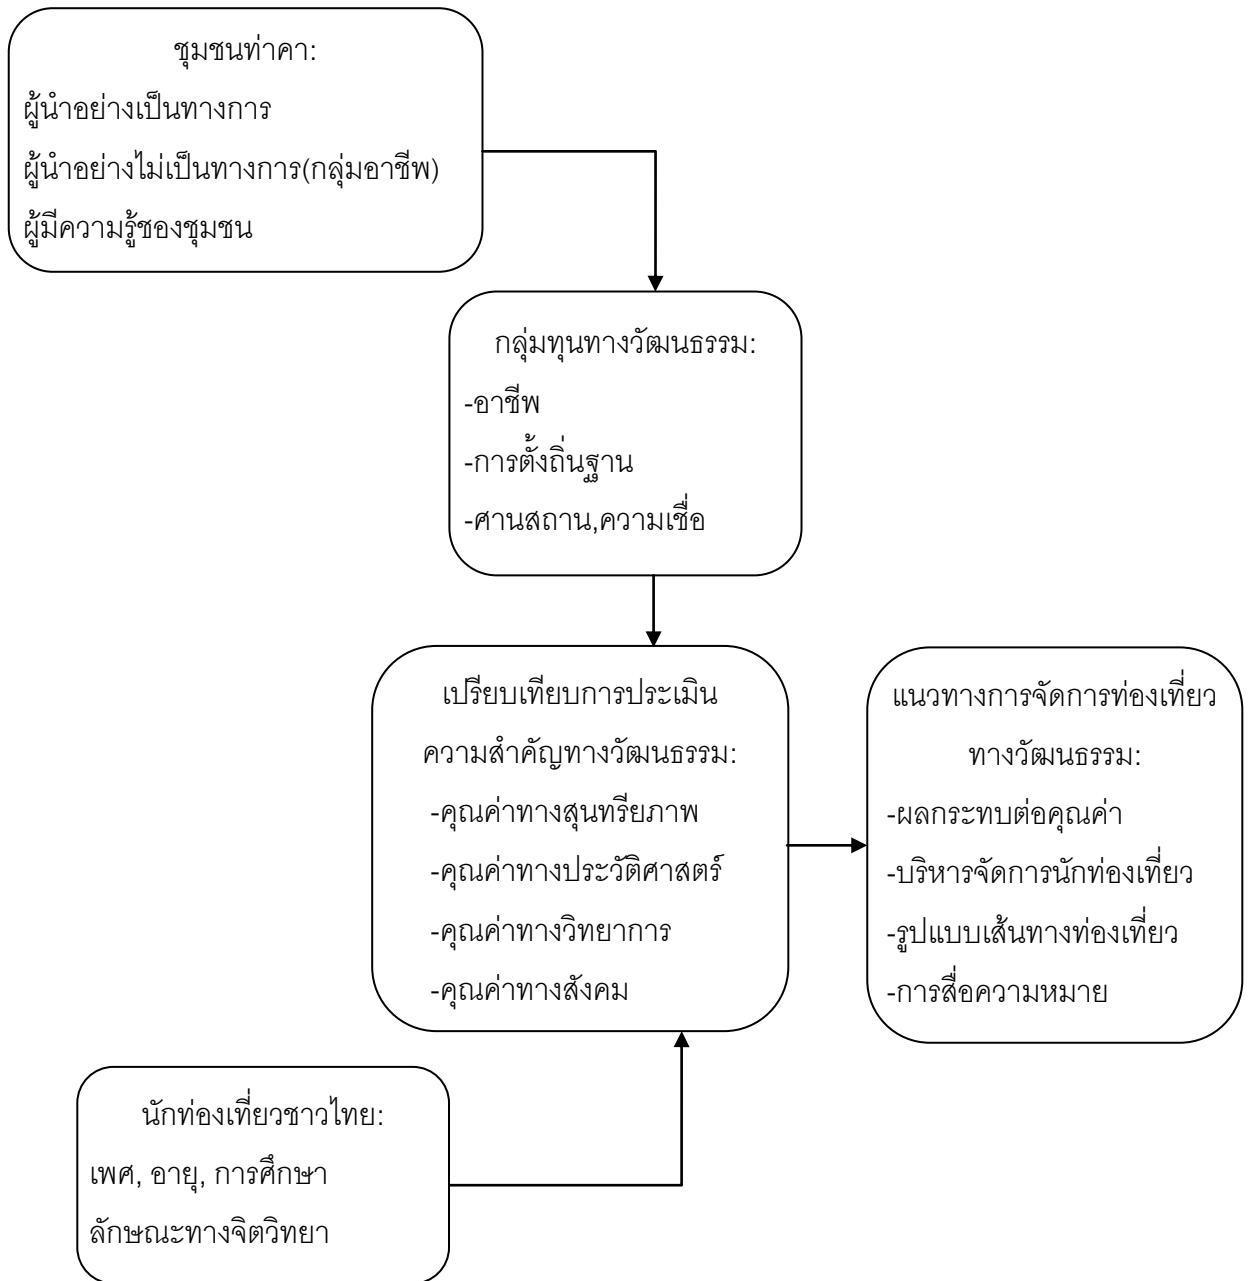 ชุมชนท่าคา:
ผู้นำอย่างเป็นทางการ
ผู้นำอย่างไม่เป็นทางการ(กลุ่มอาชีพ)
ผู้มีความรู้ชองชุมชน
กลุ่มทุนทางวัฒนธรรม:
-อาชีพ
-การตั้งถิ่นฐาน
-ศานสถาน,ความเชื่อ
เปรียบเทียบการประเมิน
ความสำคัญทางวัฒนธรรม:
-คุณค่าทางสุนทรียภาพ
-คุณค่าทางประวัติศาสตร์
-คุณค่าทางวิทยาการ
-คุณค่าทางสังคม
แนวทางการจัดการท่องเที่ยว
ทางวัฒนธรรม:
-ผลกระทบต่อคุณค่า
-บริหารจัดการนักท่องเที่ยว
-รูปแบบเส้นทางท่องเที่ยว
-การสื่อความหมาย
นักท่องเที่ยวชาวไทย:
เพศ, อายุ, การศึกษา
ลักษณะทางจิตวิทยา